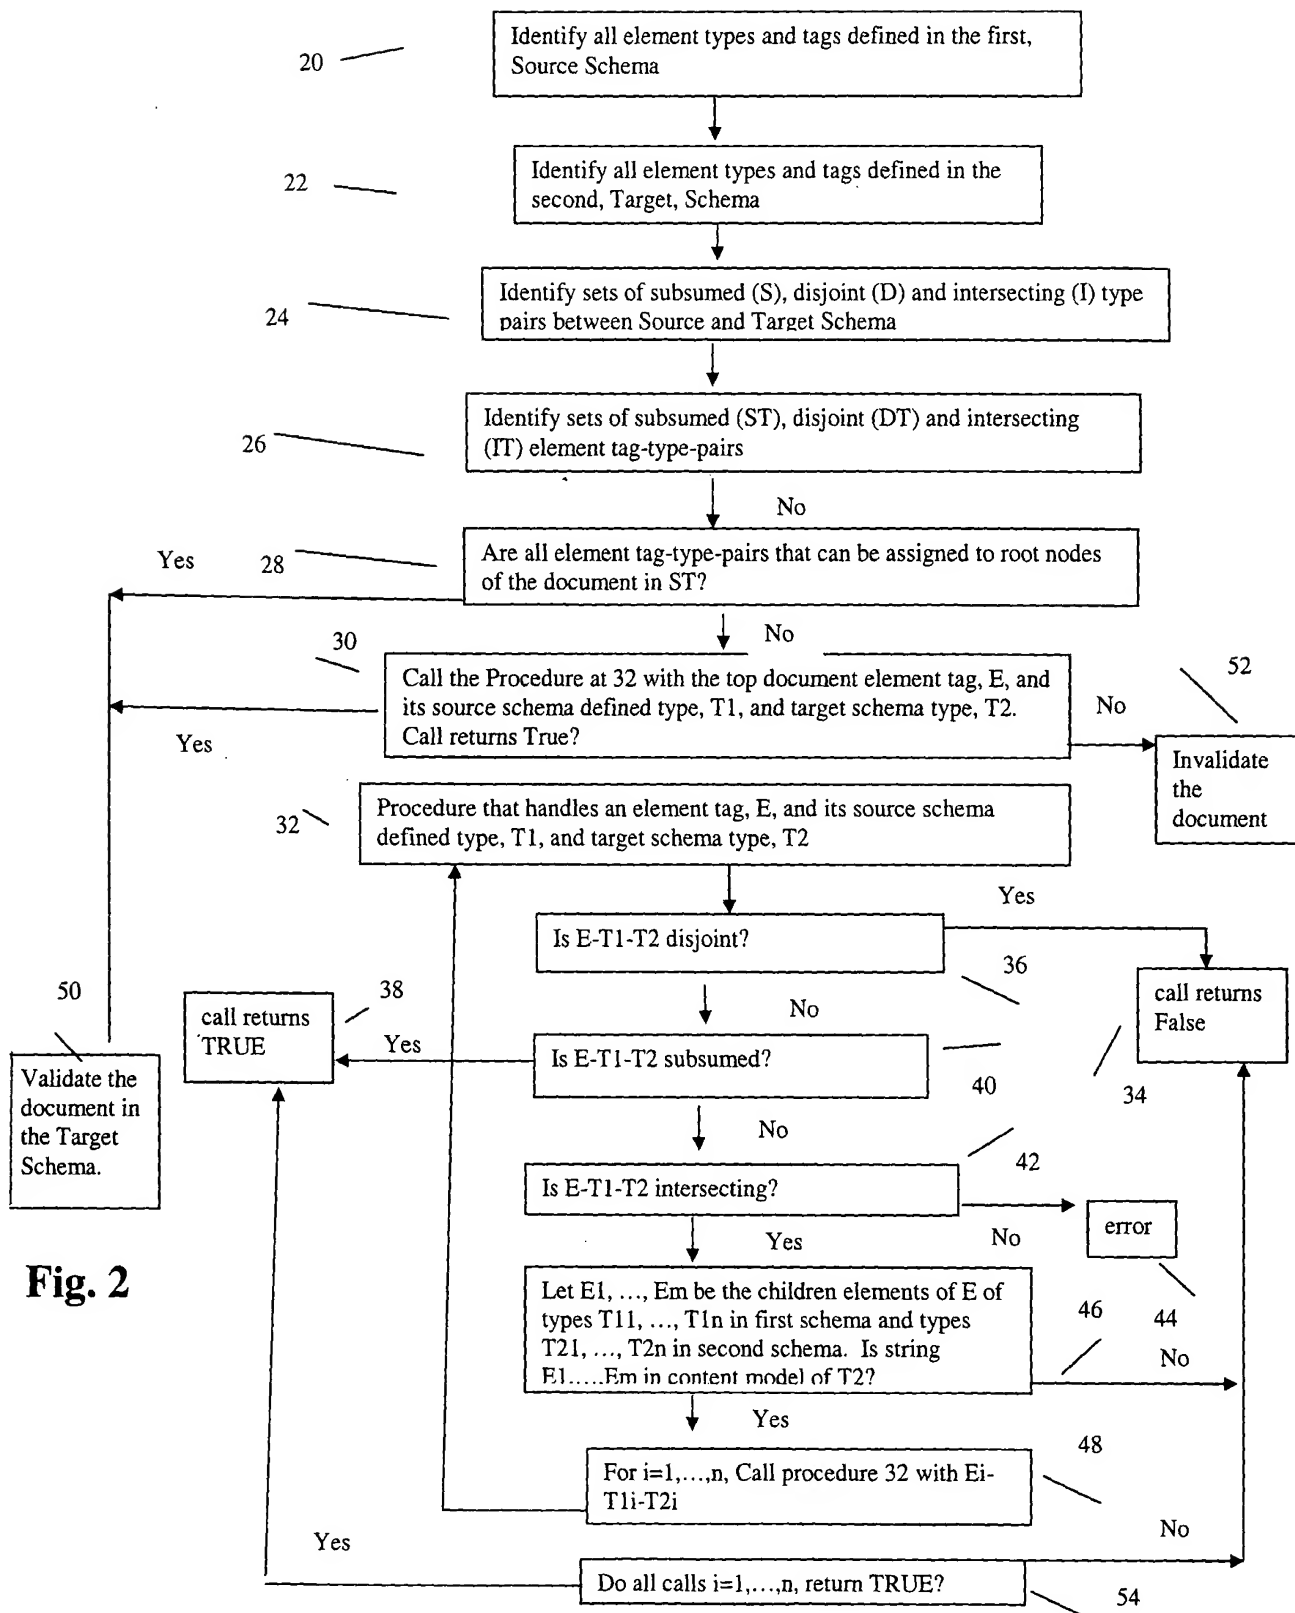 Identify all element types and tags defined in the first,
Source Schema
20
Identify all element types and tags defined in the
second, Target, Schema
22
Identify sets of subsumed (S), disjoint (D) and intersecting (I) type
pairs between Source and Target Schema
24
Identify sets of subsumed (ST), disjoint (DT) and intersecting
(IT) element tag-type-pairs
26
No
Are all element tag-type-pairs that can be assigned to root nodes
of the document in ST?
Yes
28
No
30
Call the Procedure at 32 with the top document element tag, E, and
its source schema defined type, T1, and target schema type, T2.
Call returns True?
Yes
No
52
Invalidate
the
document
32
Procedure that handles an element tag, E, and its source schema
defined type, T1, and target schema type, T2
Yes
Is E-T1-T2 disjoint?
36
call returns
False
34
No
50
38
call returns
TRUE
Yes
Is E-T1-T2 subsumed?
40
Validate the
document in
the Target
Schema.
No
42
Is E-T1-T2 intersecting?
No
error
44
Yes
Fig. 2
Let E1, …, Em be the children elements of E of
types T11, …, T1n in first schema and types
T21, …, T2n in second schema. Is string
E1…..Em in content model of T2?
46
No
Yes
48
For i=1,…,n, Call procedure 32 with Ei-
T1i-T2i
Yes
No
Do all calls i=1,…,n, return TRUE?
54